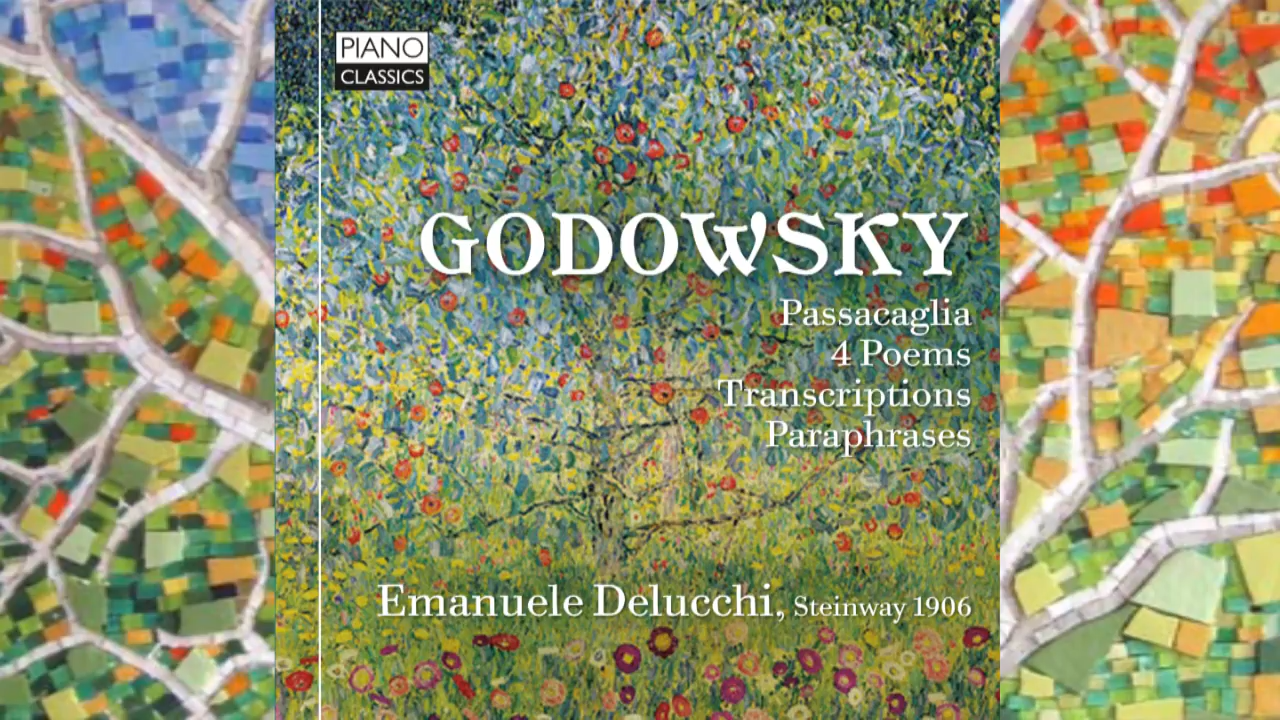 PIANO
CLASSICS
GODOWSKY
Passacaglia
4 Poems
Transcriptions
Paraphrases
Emanuele Delucchi, Steinway 1906